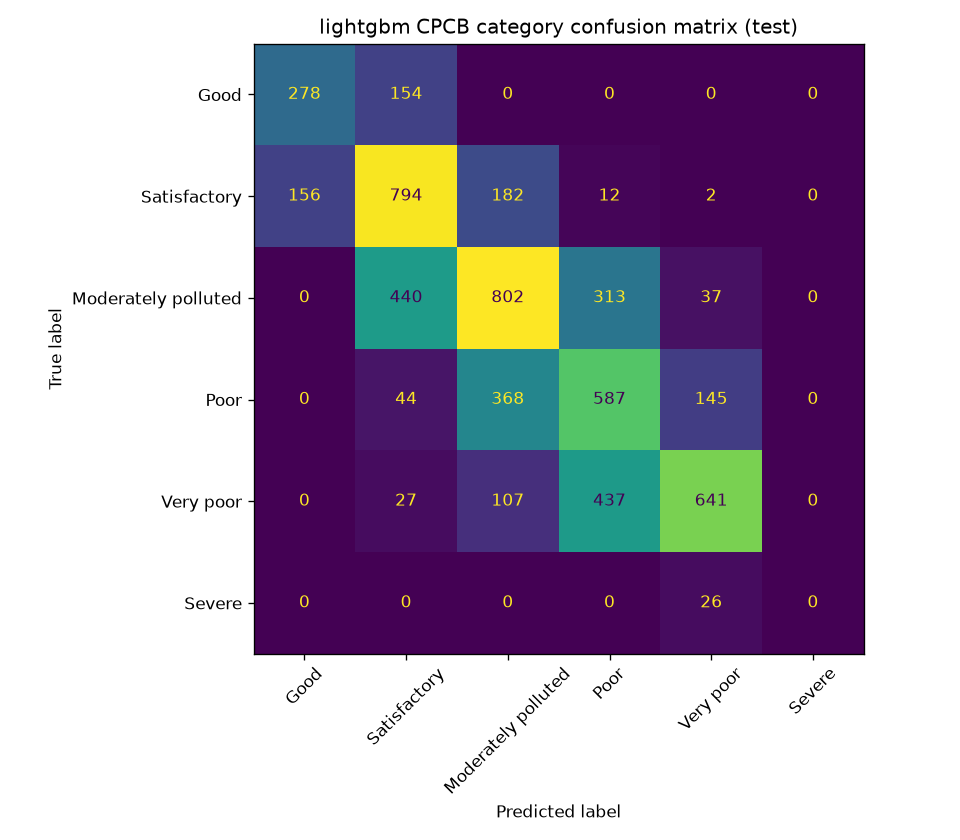 lightgbm CPCB category confusion matrix (test)
Good 278 154 0 0 0 0
Satisfactory 156 794 182 12 2 0
Moderately polluted 0 440 802 313 37 0
Poor 0 44 368 587 145 0
Very poor 0 27 107 437 641 0
Severe 0 0 0 0 26 0
True label
Good Satisfactory Moderately polluted Poor Very poor Severe
Predicted label